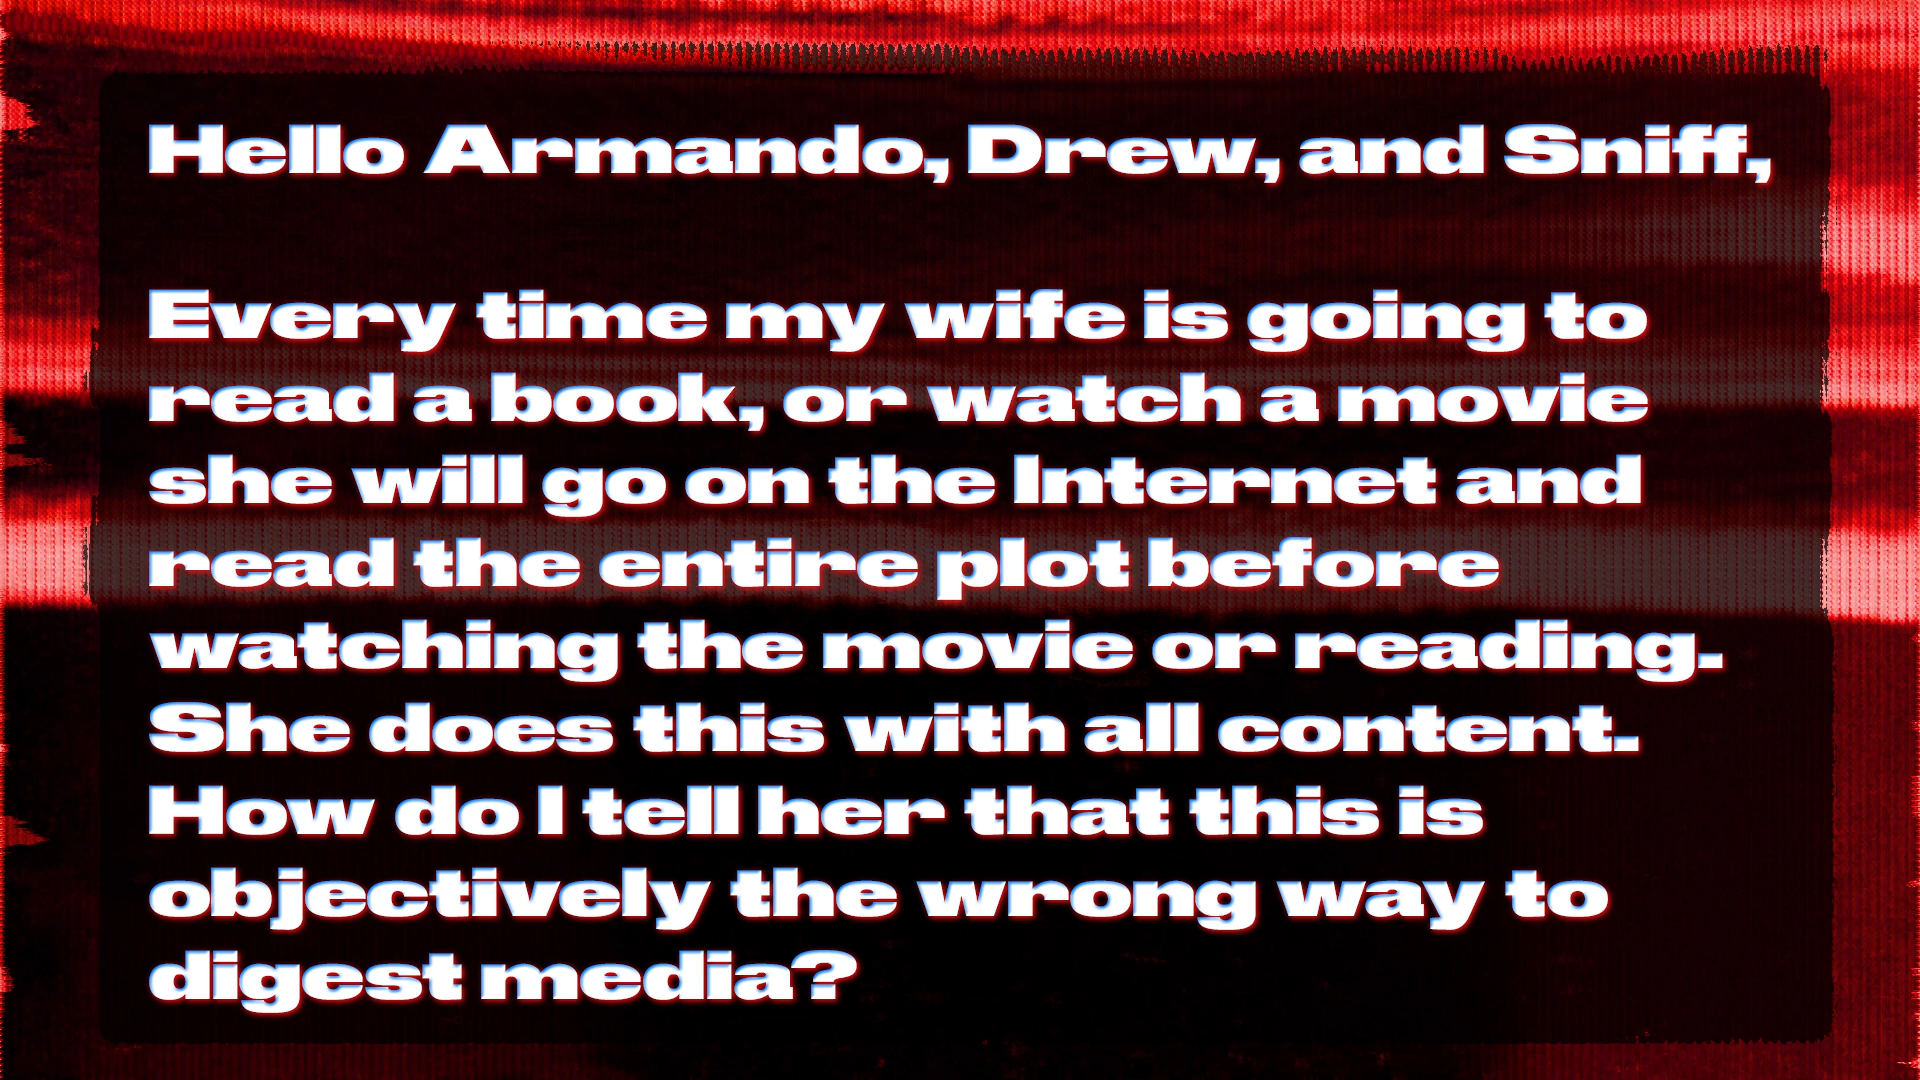 Hello Armando, Drew, and Sniff,
Every time my wife is going to
read a book, or watch a movie
she will go on the Internet and
read the entire plot before
watching the movie or reading.
She does this with all content.
How do I tell her that this is
objectively the wrong way to
digest media?